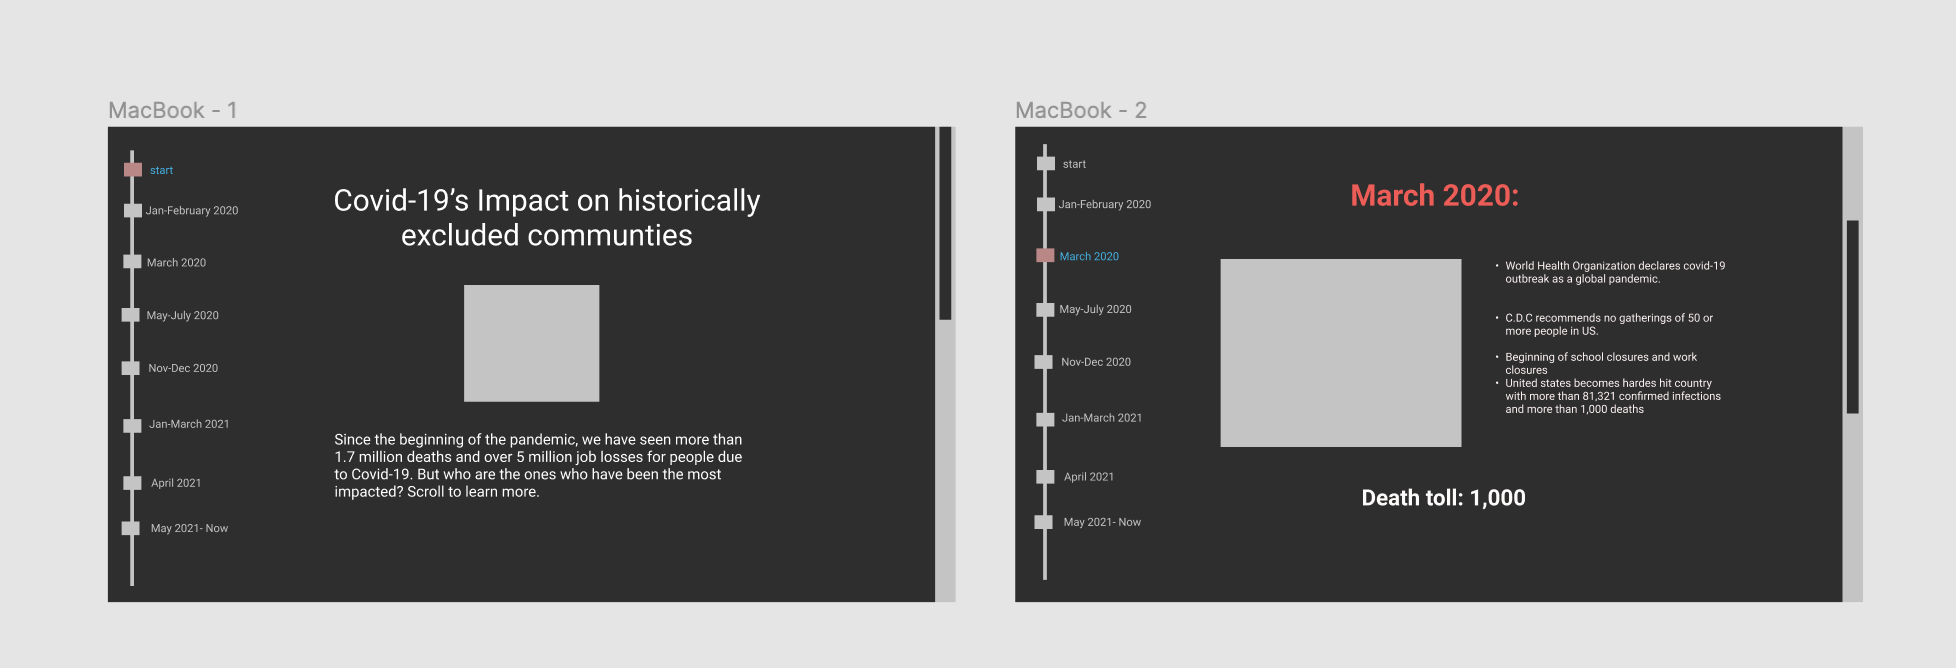 MacBook - 1
start
Jan-February 2020
March 2020
May-July 2020
Nov-Dec 2020
Jan-March 2021
April 2021
May 2021- Now
Covid-19’s Impact on historically
excluded communties
Since the beginning of the pandemic, we have seen more than
1.7 million deaths and over 5 million job losses for people due
to Covid-19. But who are the ones who have been the most
impacted? Scroll to learn more.
MacBook - 2
start
Jan-February 2020
March 2020
May-July 2020
Nov-Dec 2020
Jan-March 2021
April 2021
May 2021- Now
March 2020:
• World Health Organization declares covid-19
outbreak as a global pandemic.
• C.D.C recommends no gatherings of 50 or
more people in US.
• Beginning of school closures and work
closures
• United states becomes hardes hit country
with more than 81,321 confirmed infections
and more than 1,000 deaths
Death toll: 1,000